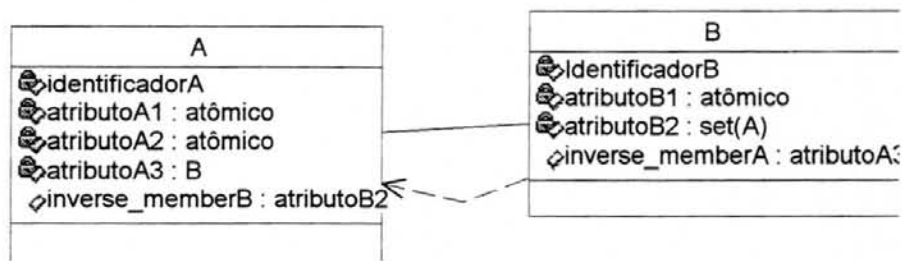 A
identificadorA
atributoA1 : atômico
atributoA2 : atômico
atributoA3 : B
inverse_memberB : atributoB2
B
IdentificadorB
atributoB1 : atômico
atributoB2 : set(A)
inverse_memberA : atributoA3